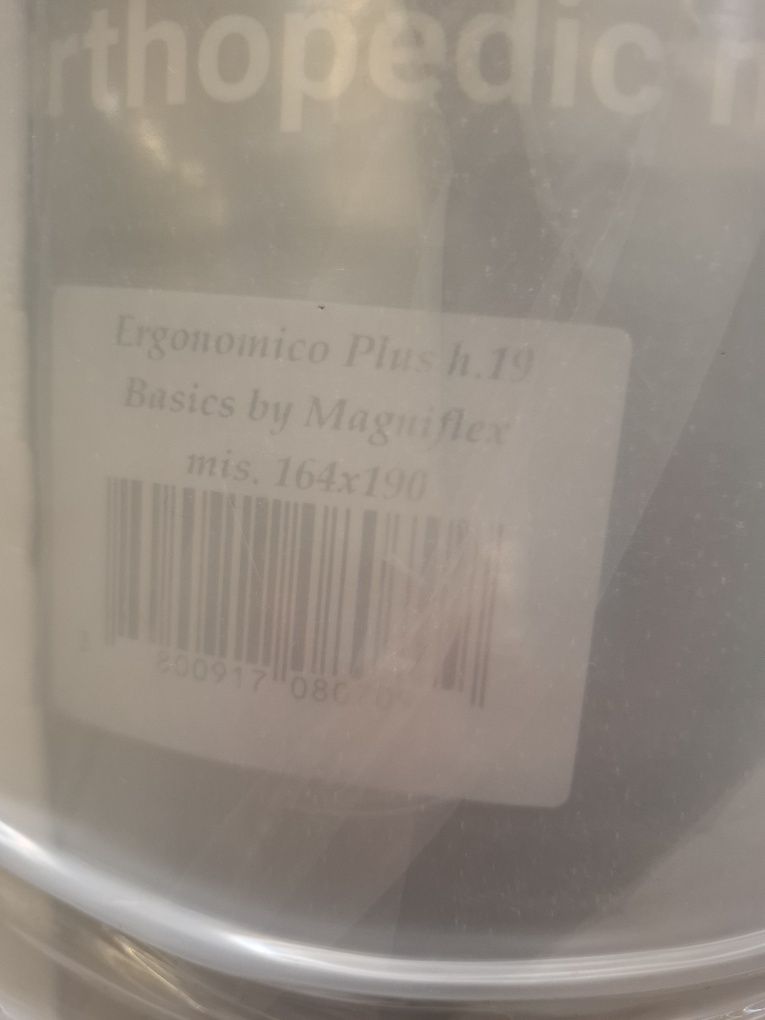 rthopedic
Ergonomico Plus h.19
Basics by Magniflex
mis. 164x190
800917